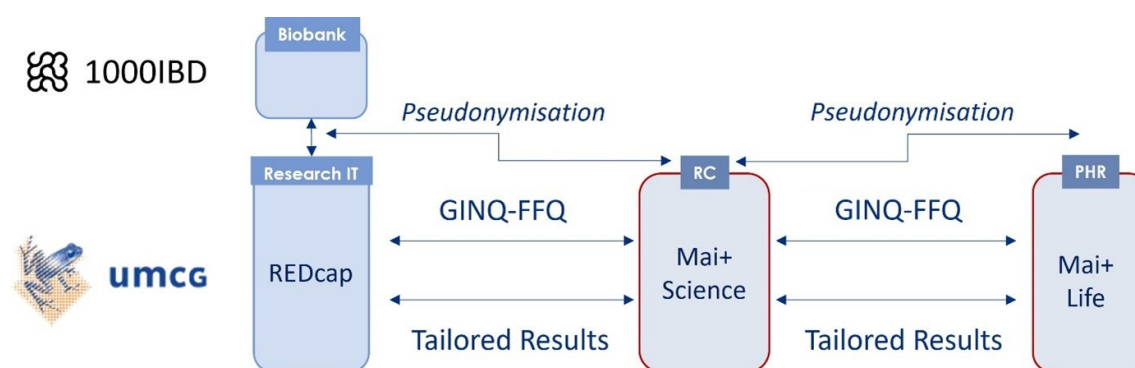 Biobank
1000IBD
Pseudonymisation
Pseudonymisation
Research IT
RC
PHR
GINQ-FFQ
GINQ-FFQ
umcG
REDcap
Mai+
Science
Mai+
Life
Tailored Results
Tailored Results